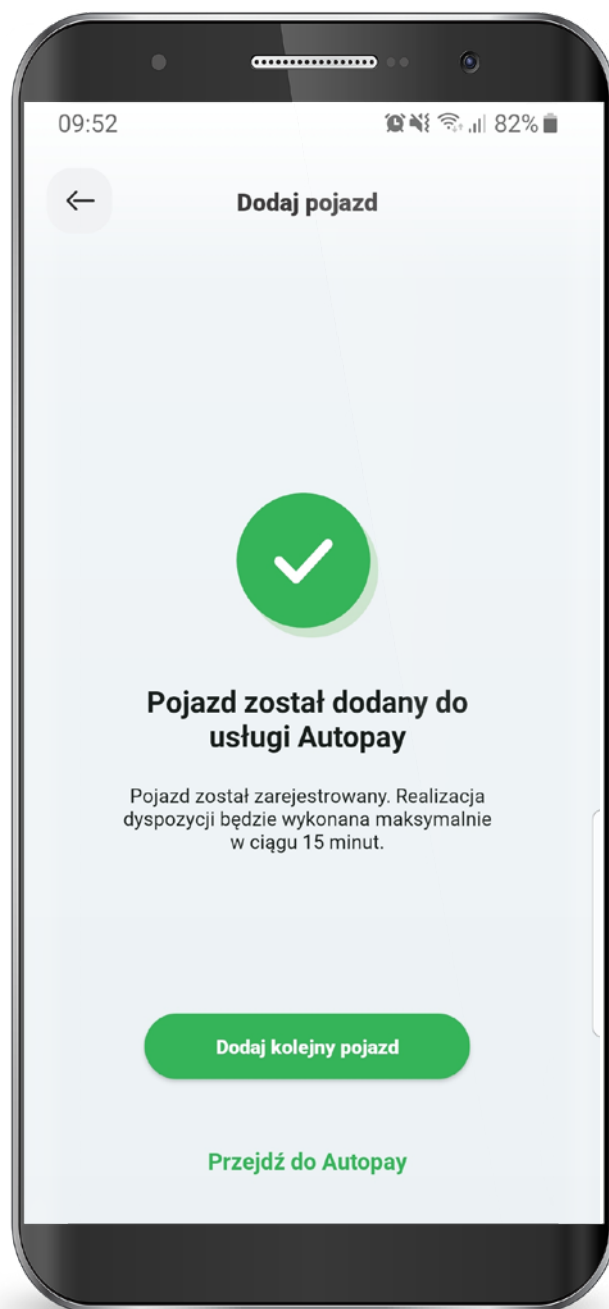 09:52 82%
Dodaj pojazd
Pojazd został dodany do
usługi Autopay
Pojazd został zarejestrowany. Realizacja
dyspozycji będzie wykonana maksymalnie
w ciągu 15 minut.
Dodaj kolejny pojazd
Przejdź do Autopay